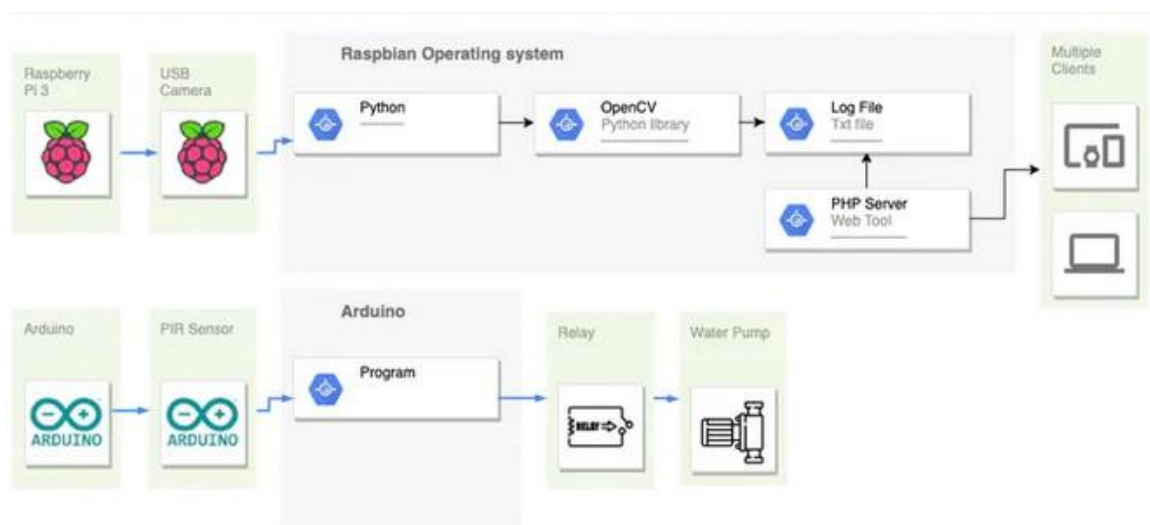 Raspbian Operating system
Raspberry
Pi 3
USB
Camera
Python
OpenCV
Python library
Log File
Txt file
PHP Server
Web Tool
Multiple
Clients
Arduino
ARDUINO
PIR Sensor
ARDUINO
Arduino
Program
Relay
RELAY
Water Pump